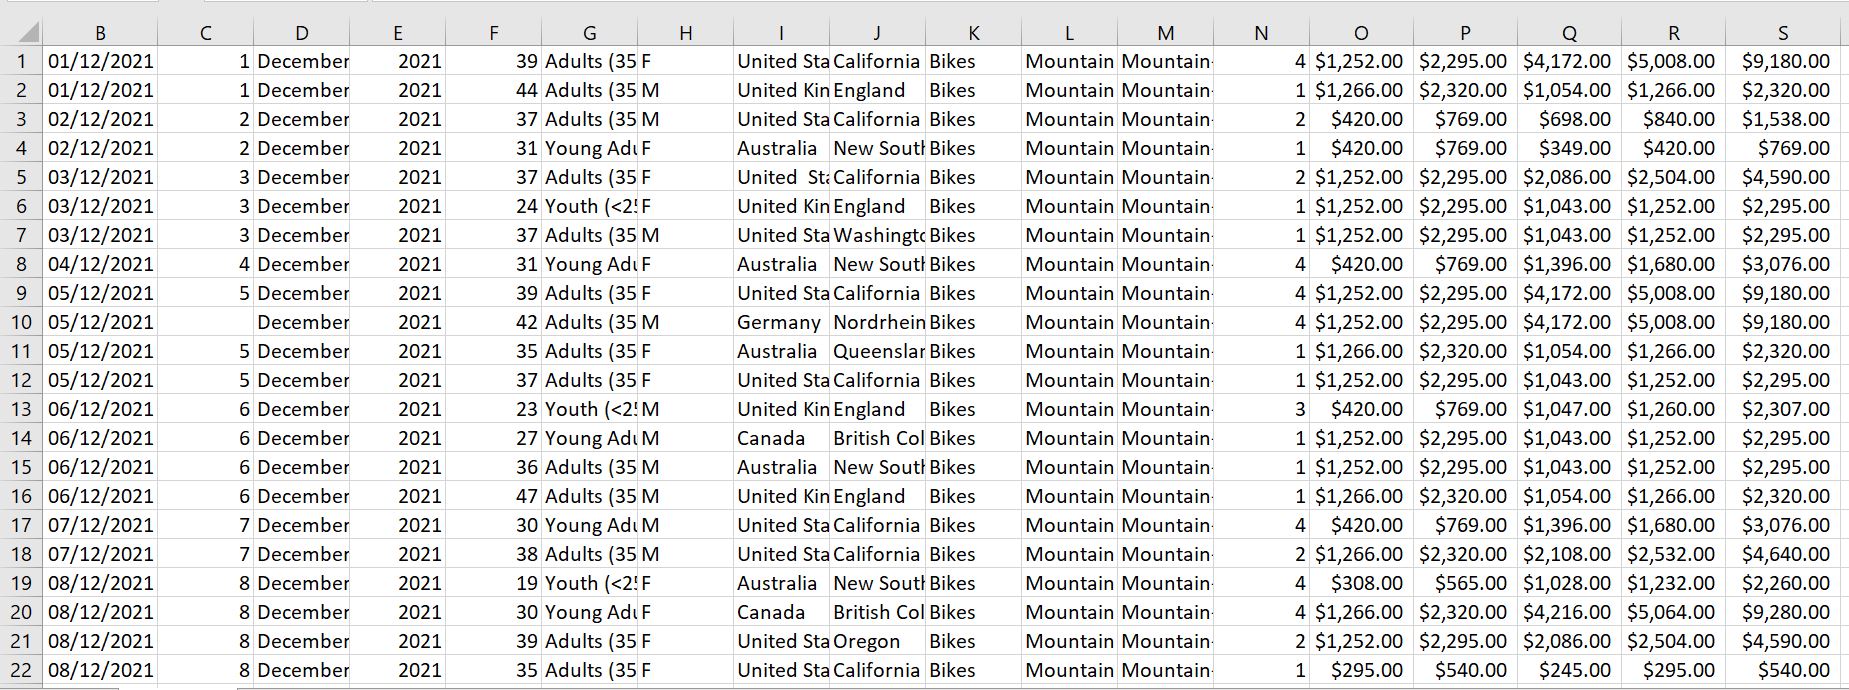 B C D E F G H I J K L M N O P Q R S
1 01/12/2021 1 December 2021 39 Adults (35 F United Sta California Bikes Mountain Mountain- 4 $1,252.00 $2,295.00 $4,172.00 $5,008.00 $9,180.00
2 01/12/2021 1 December 2021 44 Adults (35 M United Kin England Bikes Mountain Mountain- 1 $1,266.00 $2,320.00 $1,054.00 $1,266.00 $2,320.00
3 02/12/2021 2 December 2021 37 Adults (35 M United Sta California Bikes Mountain Mountain- 2 $420.00 $769.00 $698.00 $840.00 $1,538.00
4 02/12/2021 2 December 2021 31 Young Adu F Australia New South Bikes Mountain Mountain- 1 $420.00 $769.00 $349.00 $420.00 $769.00
5 03/12/2021 3 December 2021 37 Adults (35 F United  Sta California Bikes Mountain Mountain- 2 $1,252.00 $2,295.00 $2,086.00 $2,504.00 $4,590.00
6 03/12/2021 3 December 2021 24 Youth (<25 F United Kin England Bikes Mountain Mountain- 1 $1,252.00 $2,295.00 $1,043.00 $1,252.00 $2,295.00
7 03/12/2021 3 December 2021 37 Adults (35 M United Sta Washingto Bikes Mountain Mountain- 1 $1,252.00 $2,295.00 $1,043.00 $1,252.00 $2,295.00
8 04/12/2021 4 December 2021 31 Young Adu F Australia New South Bikes Mountain Mountain- 4 $420.00 $769.00 $1,396.00 $1,680.00 $3,076.00
9 05/12/2021 5 December 2021 39 Adults (35 F United Sta California Bikes Mountain Mountain- 4 $1,252.00 $2,295.00 $4,172.00 $5,008.00 $9,180.00
10 05/12/2021 December 2021 42 Adults (35 M Germany Nordrhein Bikes Mountain Mountain- 4 $1,252.00 $2,295.00 $4,172.00 $5,008.00 $9,180.00
11 05/12/2021 5 December 2021 35 Adults (35 F Australia Queenslan Bikes Mountain Mountain- 1 $1,266.00 $2,320.00 $1,054.00 $1,266.00 $2,320.00
12 05/12/2021 5 December 2021 37 Adults (35 F United Sta California Bikes Mountain Mountain- 1 $1,252.00 $2,295.00 $1,043.00 $1,252.00 $2,295.00
13 06/12/2021 6 December 2021 23 Youth (<25 M United Kin England Bikes Mountain Mountain- 3 $420.00 $769.00 $1,047.00 $1,260.00 $2,307.00
14 06/12/2021 6 December 2021 27 Young Adu M Canada British Col Bikes Mountain Mountain- 1 $1,252.00 $2,295.00 $1,043.00 $1,252.00 $2,295.00
15 06/12/2021 6 December 2021 36 Adults (35 M Australia New South Bikes Mountain Mountain- 1 $1,252.00 $2,295.00 $1,043.00 $1,252.00 $2,295.00
16 06/12/2021 6 December 2021 47 Adults (35 M United Kin England Bikes Mountain Mountain- 1 $1,266.00 $2,320.00 $1,054.00 $1,266.00 $2,320.00
17 07/12/2021 7 December 2021 30 Young Adu M United Sta California Bikes Mountain Mountain- 4 $420.00 $769.00 $1,396.00 $1,680.00 $3,076.00
18 07/12/2021 7 December 2021 38 Adults (35 M United Sta California Bikes Mountain Mountain- 2 $1,266.00 $2,320.00 $2,108.00 $2,532.00 $4,640.00
19 08/12/2021 8 December 2021 19 Youth (<25 F Australia New South Bikes Mountain Mountain- 4 $308.00 $565.00 $1,028.00 $1,232.00 $2,260.00
20 08/12/2021 8 December 2021 30 Young Adu F Canada British Col Bikes Mountain Mountain- 4 $1,266.00 $2,320.00 $4,216.00 $5,064.00 $9,280.00
21 08/12/2021 8 December 2021 39 Adults (35 F United Sta Oregon Bikes Mountain Mountain- 2 $1,252.00 $2,295.00 $2,086.00 $2,504.00 $4,590.00
22 08/12/2021 8 December 2021 35 Adults (35 F United Sta California Bikes Mountain Mountain- 1 $295.00 $540.00 $245.00 $295.00 $540.00